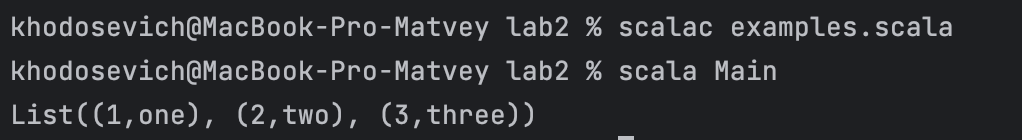 khodosevich@MacBook-Pro-Matvey lab2 % scalac examples.scala
khodosevich@MacBook-Pro-Matvey lab2 % scala Main
List((1,one), (2,two), (3,three))